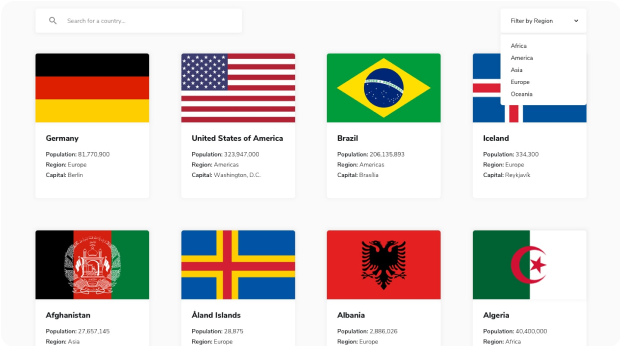 Search for a country...
Filter by Region
Africa
America
Asia
Europe
Oceania
Germany
Population: 81,770,900
Region: Europe
Capital: Berlin
United States of America
Population: 323,947,000
Region: Americas
Capital: Washington, D.C.
Brazil
Population: 206,135,893
Region: Americas
Capital: Brasília
Iceland
Population: 334,300
Region: Europe
Capital: Reykjavík
Afghanistan
Population: 27,657,145
Region: Asia
Åland Islands
Population: 28,875
Region: Europe
Albania
Population: 2,886,026
Region: Europe
Algeria
Population: 40,400,000
Region: Africa